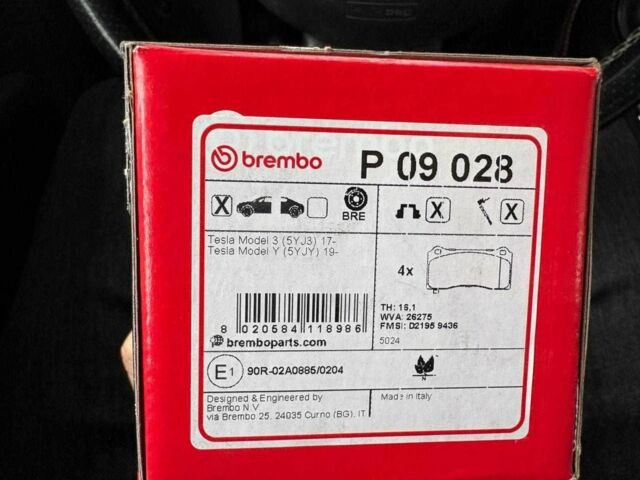 brembo P 09 028
X X X
BRE
Tesla Model 3 (5YJ3) 17-
Tesla Model Y (5YJY) 19-
4x
TH: 16,1
WVA: 26275
FMSI: D2195 9436
5024
8 020584 118986
bremboparts.com
E1 90R-02A0885/0204
N
Designed & Engineered by
Brembo N.V.
via Brembo 25, 24035 Curno (BG), IT
Made in Italy